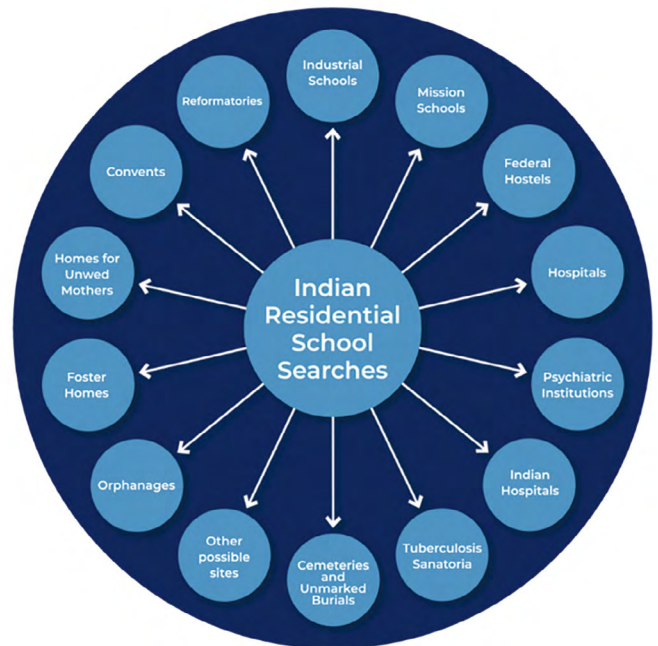 Industrial
Schools
Mission
Schools
Federal
Hostels
Hospitals
Psychiatric
Institutions
Indian
Hospitals
Tuberculosis
Sanatoria
Cemeteries
and
Unmarked
Burials
Other
possible
sites
Orphanages
Foster
Homes
Homes for
Unwed
Mothers
Convents
Reformatories
Indian
Residential
School
Searches